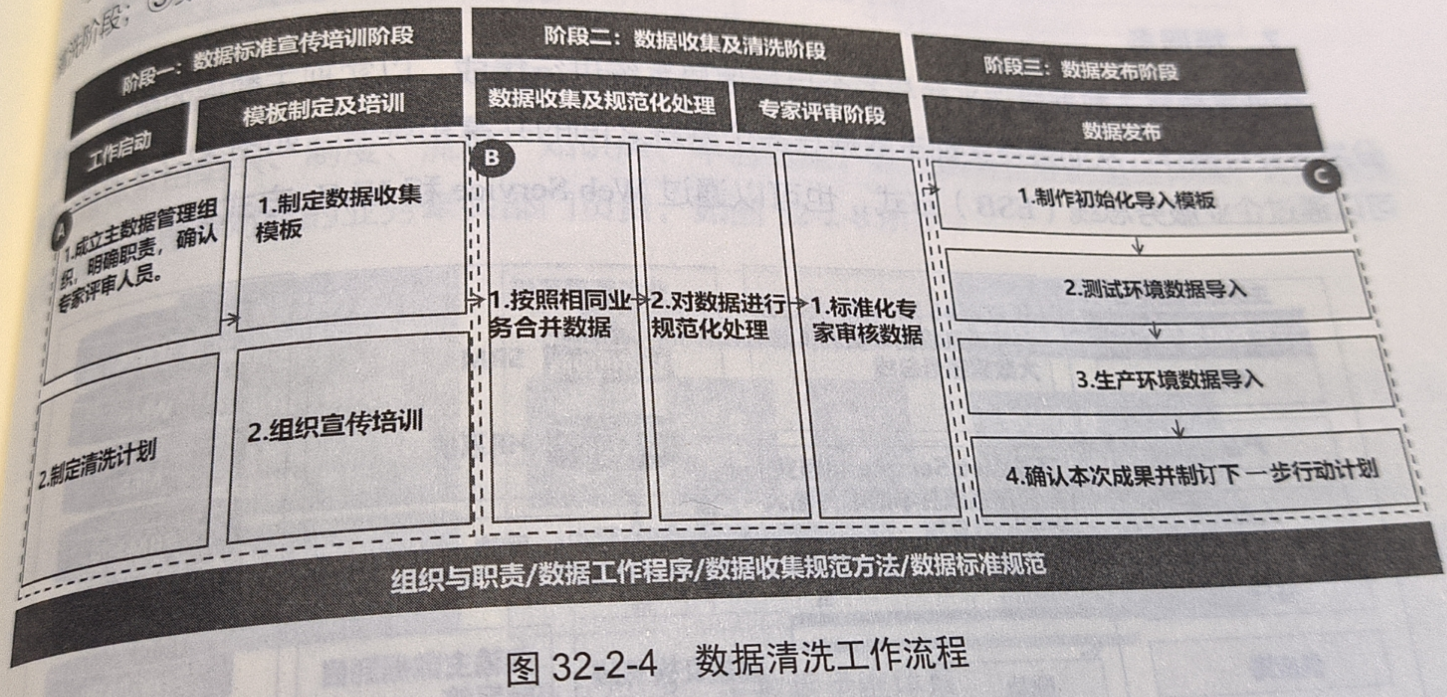 洗阶段；
阶段一：数据标准宣传培训阶段
阶段二：数据收集及清洗阶段
阶段三：数据发布阶段
工作启动
模板制定及培训
数据收集及规范化处理
专家评审阶段
数据发布
A
1.成立主数据管理组
织，明确职责，确认
专家评审人员。
2.制定清洗计划
1.制定数据收集
模板
2.组织宣传培训
B
1.按照相同业
务合并数据
2.对数据进行
规范化处理
1.标准化专
家审核数据
C
1.制作初始化导入模板
2.测试环境数据导入
3.生产环境数据导入
4.确认本次成果并制订下一步行动计划
组织与职责/数据工作程序/数据收集规范方法/数据标准规范
图 32-2-4 数据清洗工作流程